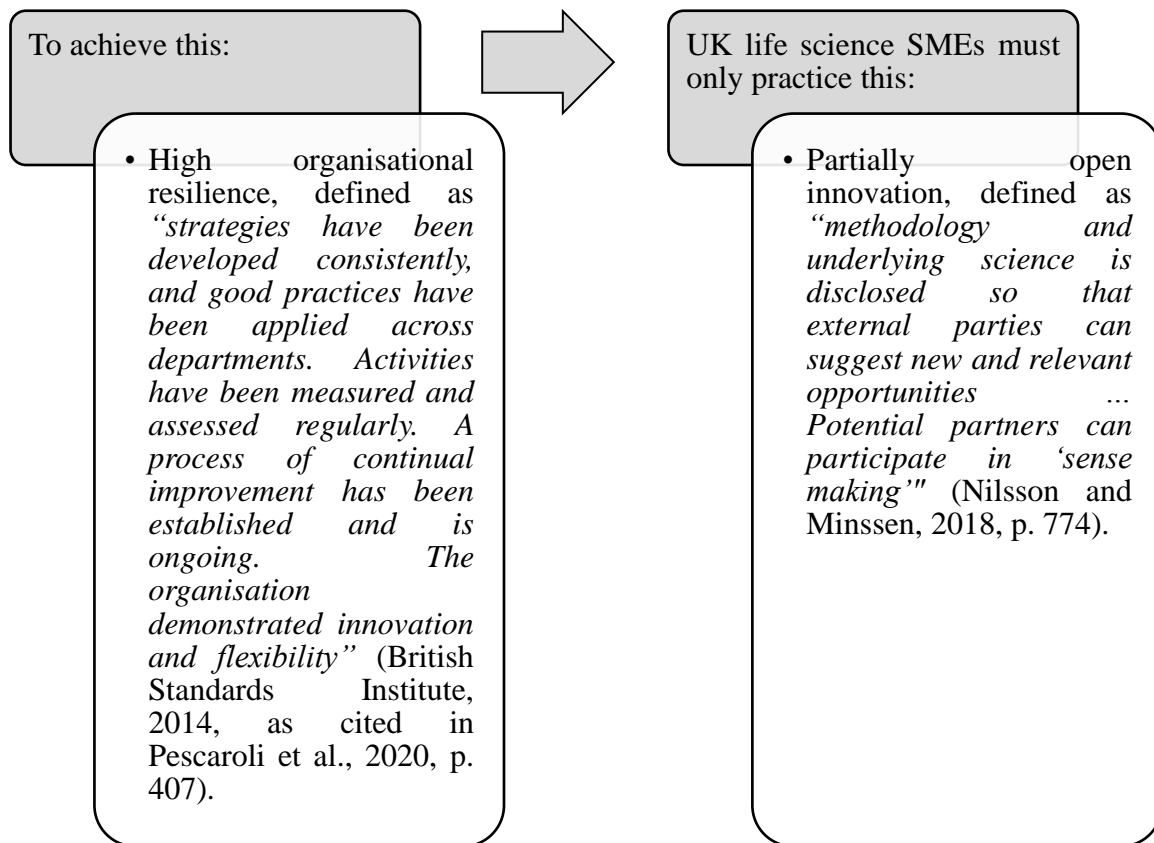 To achieve this:
• High organisational
resilience, defined as
“strategies have been
developed consistently,
and good practices have
been applied across
departments. Activities
have been measured and
assessed regularly. A
process of continual
improvement has been
established and is
ongoing. The
organisation
demonstrated innovation
and flexibility” (British
Standards Institute,
2014, as cited in
Pescaroli et al., 2020, p.
407).
UK life science SMEs must
only practice this:
• Partially open
innovation, defined as
“methodology and
underlying science is
disclosed so that
external parties can
suggest new and relevant
opportunities ...
Potential partners can
participate in ‘sense
making’" (Nilsson and
Minssen, 2018, p. 774).